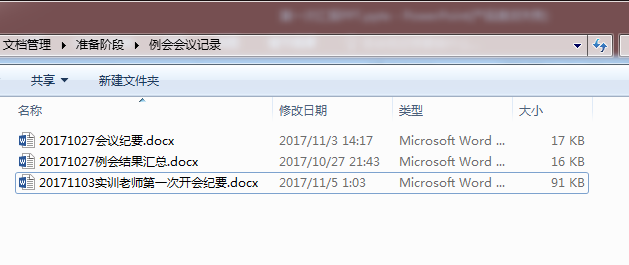 文档管理 ▸ 准备阶段 ▸ 例会会议记录
共享 新建文件夹
名称 修改日期 类型 大小
20171027会议纪要.docx 2017/11/3 14:17 Microsoft Word ... 17 KB
20171027例会结果汇总.docx 2017/10/27 21:43 Microsoft Word ... 16 KB
20171103实训老师第一次开会纪要.docx 2017/11/5 1:03 Microsoft Word ... 91 KB